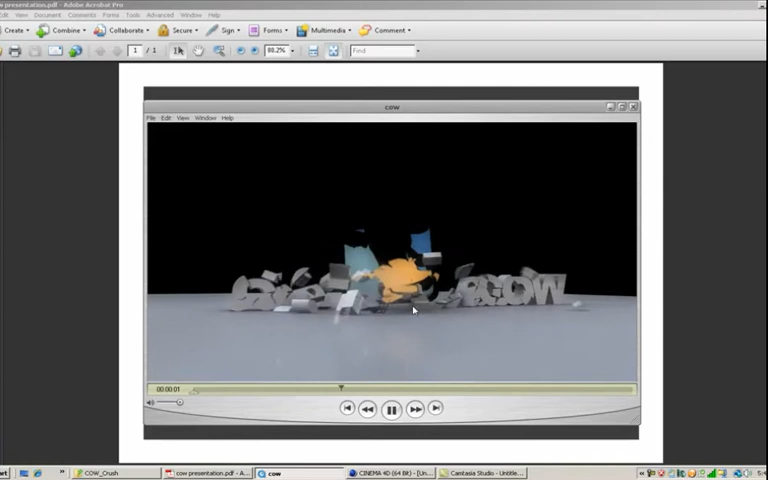 w presentation.pdf - Adobe Acrobat Pro
Edit View Document Comments Forms Tools Advanced Window Help
Create Combine Collaborate Secure Sign Forms Multimedia Comment
1 / 1 80.2% Find
cow
File Edit View Window Help
COW
00:00:01
art COW_Crush cow presentation.pdf - A... cow CINEMA 4D (64 Bit) - [Un... Camtasia Studio - Untitle...